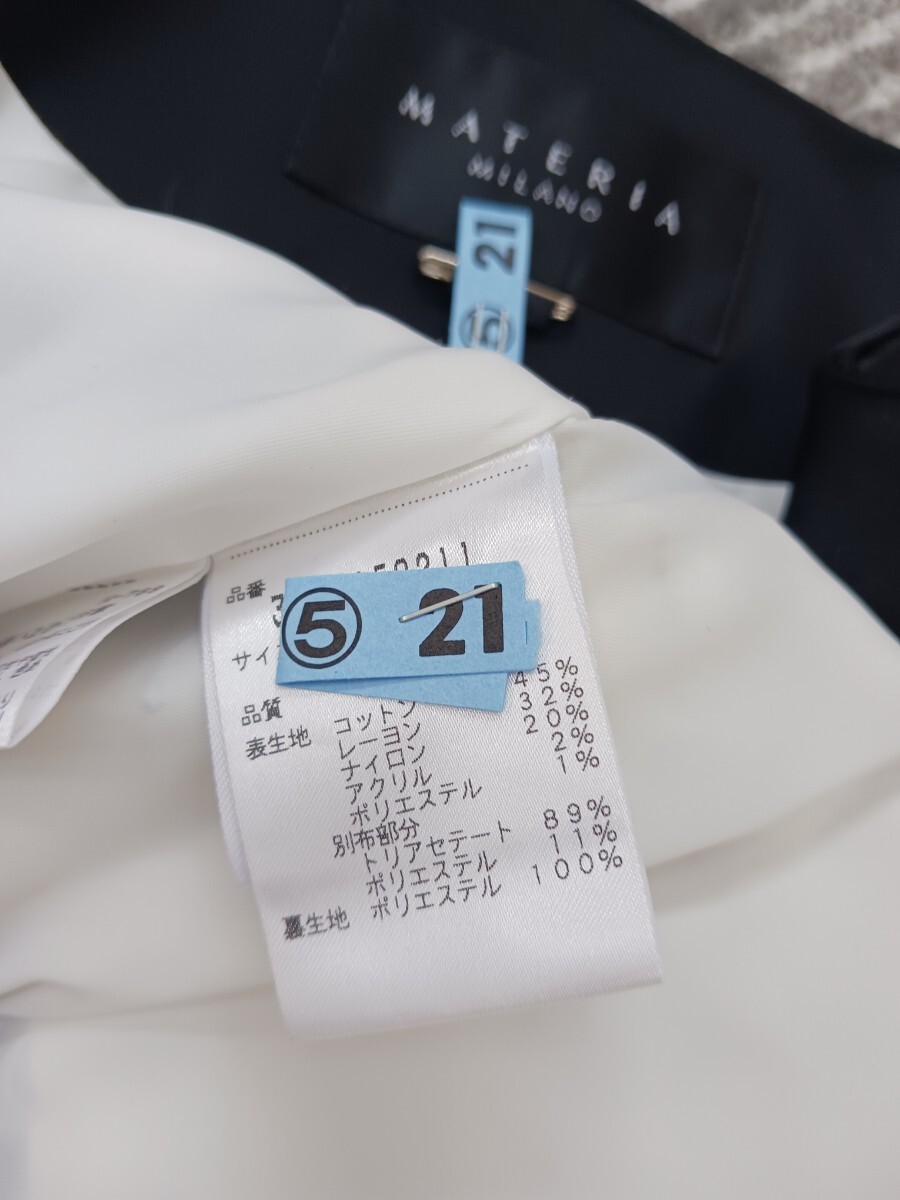 MATERIA
MILANO
21
⑤
品番
50211
⑤ 21
サイ
品質
表生地 コットン 45%
レーヨン 32%
ナイロン 20%
アクリル 2%
ポリエステル 1%
別布部分
トリアセテート 89%
ポリエステル 11%
裏生地 ポリエステル 100%